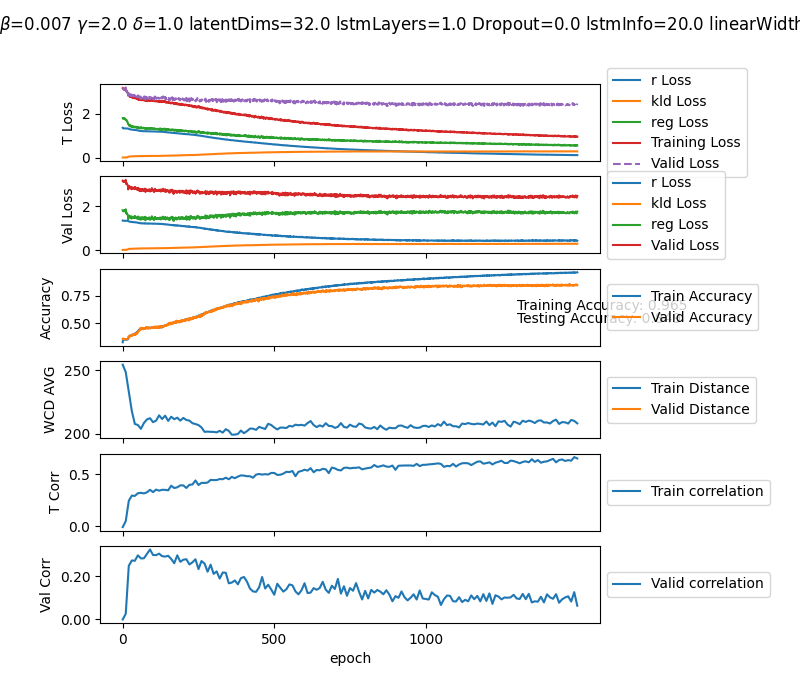 β=0.007 γ=2.0 δ=1.0 latentDims=32.0 lstmLayers=1.0 Dropout=0.0 lstmInfo=20.0 linearWidth
T Loss
2
0
r Loss
kld Loss
reg Loss
Training Loss
Valid Loss
Val Loss
2
0
r Loss
kld Loss
reg Loss
Valid Loss
Accuracy
0.75
0.50
Training Accuracy: 0.965
Testing Accuracy:
Train Accuracy
Valid Accuracy
WCD AVG
250
200
Train Distance
Valid Distance
T Corr
0.5
0.0
Train correlation
Val Corr
0.20
0.00
Valid correlation
0
500
1000
epoch